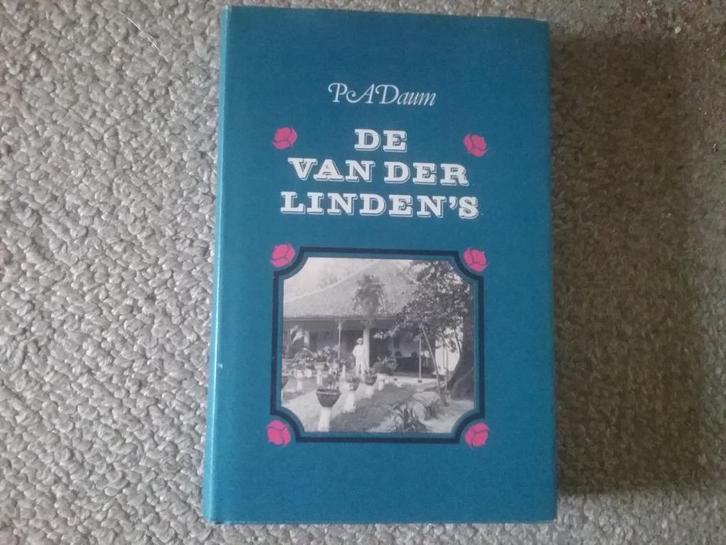 P.A. Daum
DE
VAN DER
LINDEN'S